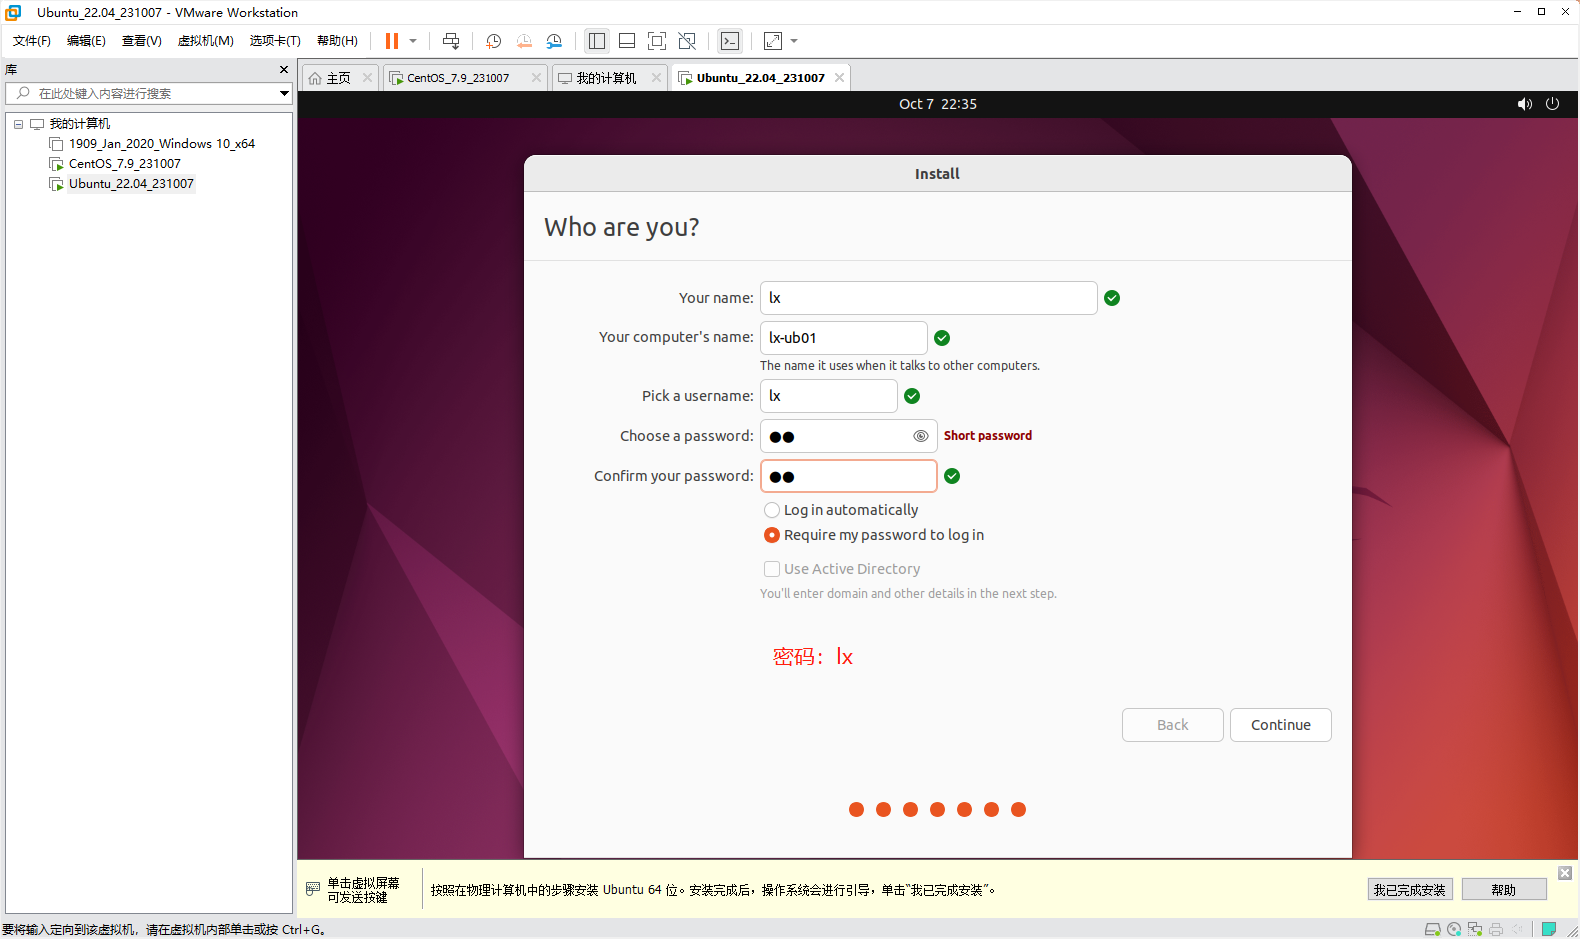 Ubuntu_22.04_231007 - VMware Workstation
文件(F) 编辑(E) 查看(V) 虚拟机(M) 选项卡(T) 帮助(H)
库
在此处键入内容进行搜索
我的计算机
1909_Jan_2020_Windows 10_x64
CentOS_7.9_231007
Ubuntu_22.04_231007
主页 CentOS_7.9_231007 我的计算机 Ubuntu_22.04_231007
Oct 7 22:35
Install
Who are you?
Your name: lx
Your computer's name: lx-ub01
The name it uses when it talks to other computers.
Pick a username: lx
Choose a password: ●● Short password
Confirm your password: ●●
Log in automatically
Require my password to log in
Use Active Directory
You'll enter domain and other details in the next step.
密码：lx
Back Continue
单击虚拟屏幕
可发送按键
按照在物理计算机中的步骤安装 Ubuntu 64 位。安装完成后，操作系统会进行引导，单击“我已完成安装”。
我已完成安装 帮助
要将输入定向到该虚拟机，请在虚拟机内部单击或按 Ctrl+G。